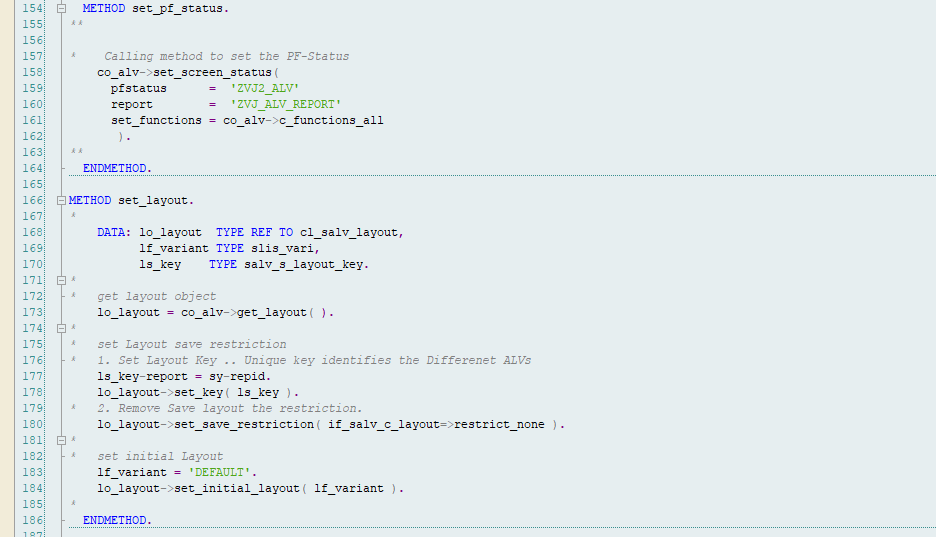 154 METHOD set_pf_status.
155 **
156
157 *    Calling method to set the PF-Status
158     co_alv->set_screen_status(
159       pfstatus      =  'ZVJ2_ALV'
160       report        =  'ZVJ_ALV_REPORT'
161       set_functions = co_alv->c_functions_all
162        ).
163 **
164   ENDMETHOD.
165
166 METHOD set_layout.
167 *
168     DATA: lo_layout  TYPE REF TO cl_salv_layout,
169           lf_variant TYPE slis_vari,
170           ls_key    TYPE salv_s_layout_key.
171 *
172 *   get layout object
173     lo_layout = co_alv->get_layout( ).
174 *
175 *   set Layout save restriction
176 *   1. Set Layout Key .. Unique key identifies the Differenet ALVs
177     ls_key-report = sy-repid.
178     lo_layout->set_key( ls_key ).
179 *   2. Remove Save layout the restriction.
180     lo_layout->set_save_restriction( if_salv_c_layout=>restrict_none ).
181 *
182 *   set initial Layout
183     lf_variant = 'DEFAULT'.
184     lo_layout->set_initial_layout( lf_variant ).
185 *
186   ENDMETHOD.
187